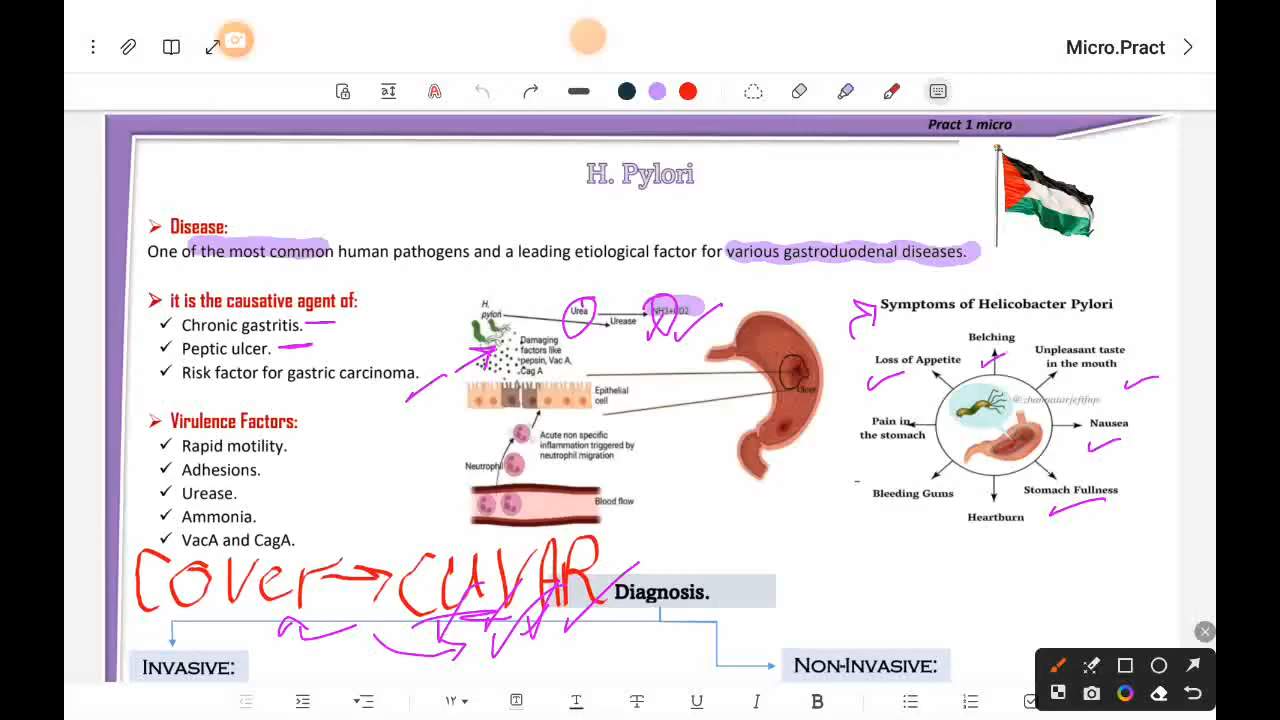 Micro.Pract
Pract 1 micro
H. Pylori
Disease:
One of the most common human pathogens and a leading etiological factor for various gastroduodenal diseases.
it is the causative agent of:
Chronic gastritis.
Peptic ulcer.
Risk factor for gastric carcinoma.
Virulence Factors:
Rapid motility.
Adhesions.
Urease.
Ammonia.
VacA and CagA.
H. pylori
Urea
Urease
Damaging
factors like
pepsin, Vac A,
Cag A
Epithelial
cell
Acute non specific
inflammation triggered by
neutrophil migration
Neutrophil
Blood flow
Ulcer
Symptoms of Helicobacter Pylori
Belching
Loss of Appetite
Unpleasant taste
in the mouth
Pain in
the stomach
Nausea
Bleeding Gums
Stomach Fullness
Heartburn
Cover → CUVAR
Diagnosis.
INVASIVE:
NON-INVASIVE:
١٢
T
T
T
U
I
B